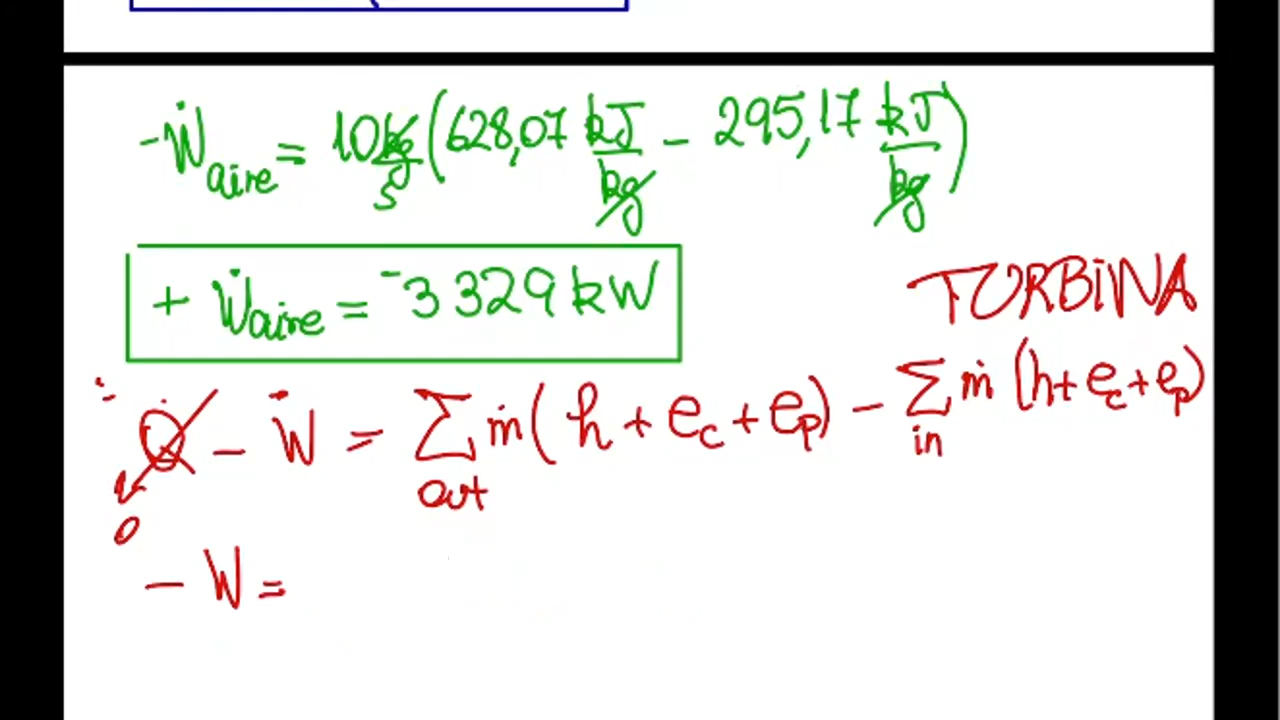 -Ẇaire = 10 kg/s (628,07 kJ/kg - 295,17 kJ/kg)
+ Ẇaire = -3 329 kW
TURBINA
Q̇ - Ẇ = ∑out ṁ(h + ec + ep) - ∑in ṁ (h + ec + ep)
0
- W =